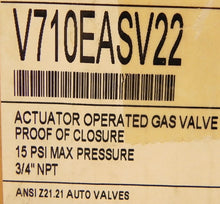 V710EASV22
ACTUATOR OPERATED GAS VALVE
PROOF OF CLOSURE
15 PSI MAX PRESSURE
3/4" NPT
ANSI Z21.21 AUTO VALVES